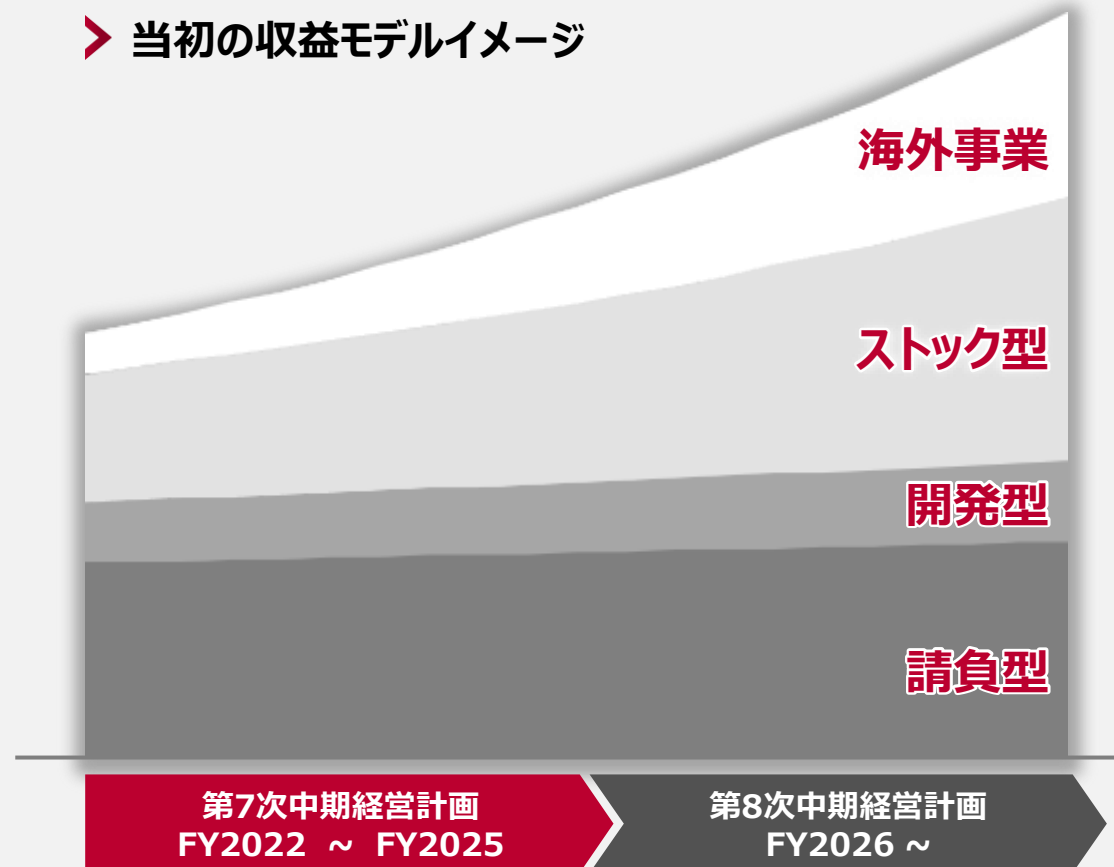 当初の収益モデルイメージ
海外事業
ストック型
開発型
請負型
第7次中期経営計画
FY2022 ~ FY2025
第8次中期経営計画
FY2026 ~